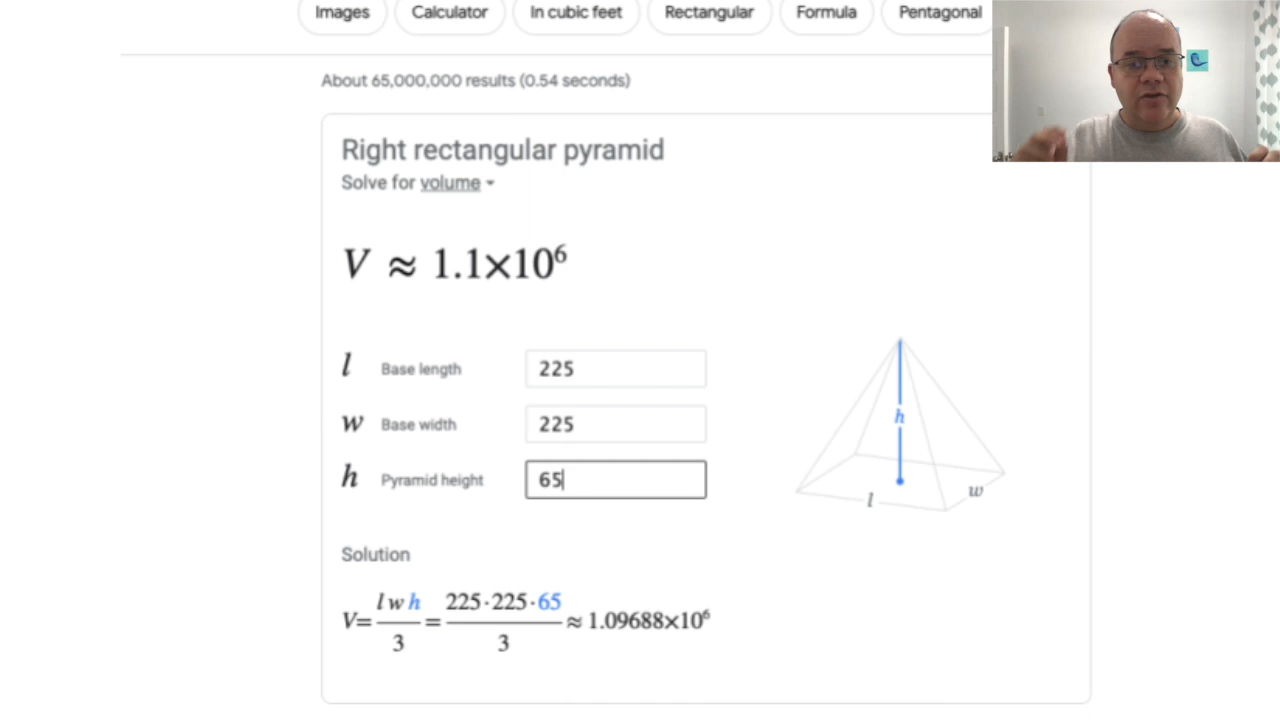 Images Calculator In cubic feet Rectangular Formula Pentagonal
About 65,000,000 results (0.54 seconds)
Right rectangular pyramid
Solve for volume
V ≈ 1.1×10⁶
l Base length 225
w Base width 225
h Pyramid height 65
h
l
w
Solution
V= l w h / 3 = 225·225·65 / 3 ≈ 1.09688×10⁶